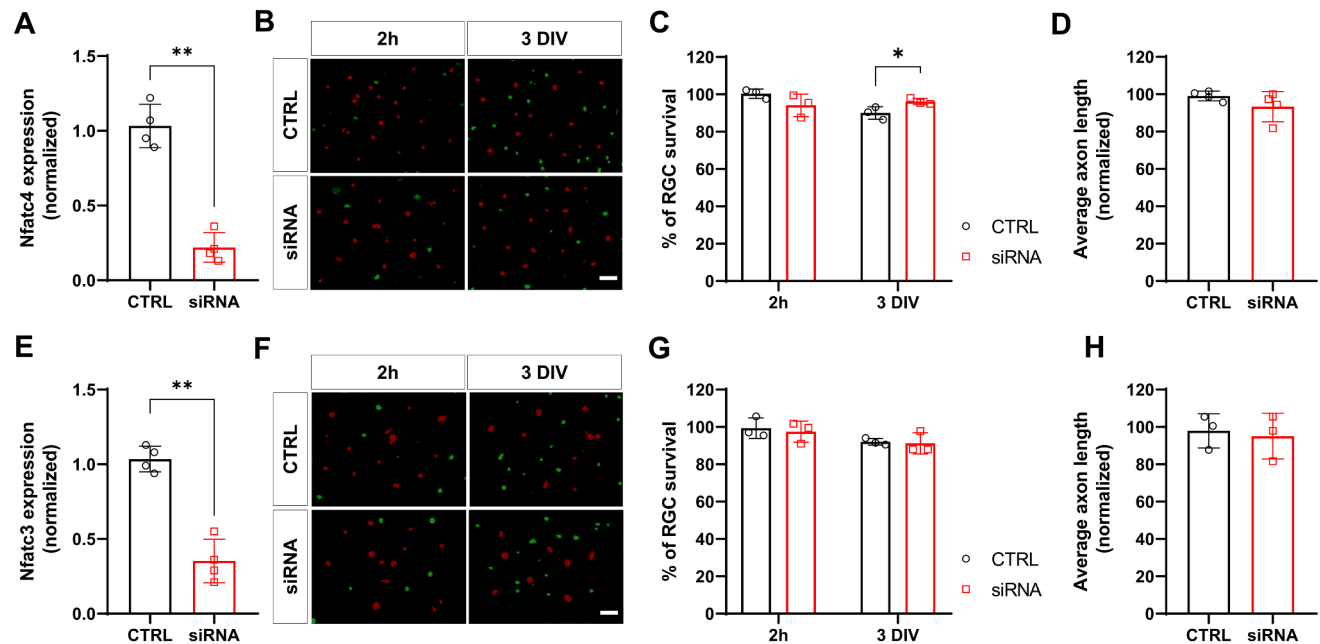 A
Nfatc4 expression
(normalized)
1.5
1.0
0.5
0.0
**
CTRL
siRNA
B
2h
3 DIV
CTRL
siRNA
C
% of RGC survival
120
100
80
60
40
20
0
*
2h
3 DIV
CTRL
siRNA
D
Average axon length
(normalized)
120
100
80
60
40
20
0
CTRL
siRNA
E
Nfatc3 expression
(normalized)
1.5
1.0
0.5
0.0
**
CTRL
siRNA
F
2h
3 DIV
CTRL
siRNA
G
% of RGC survival
120
100
80
60
40
20
0
2h
3 DIV
CTRL
siRNA
H
Average axon length
(normalized)
120
100
80
60
40
20
0
CTRL
siRNA